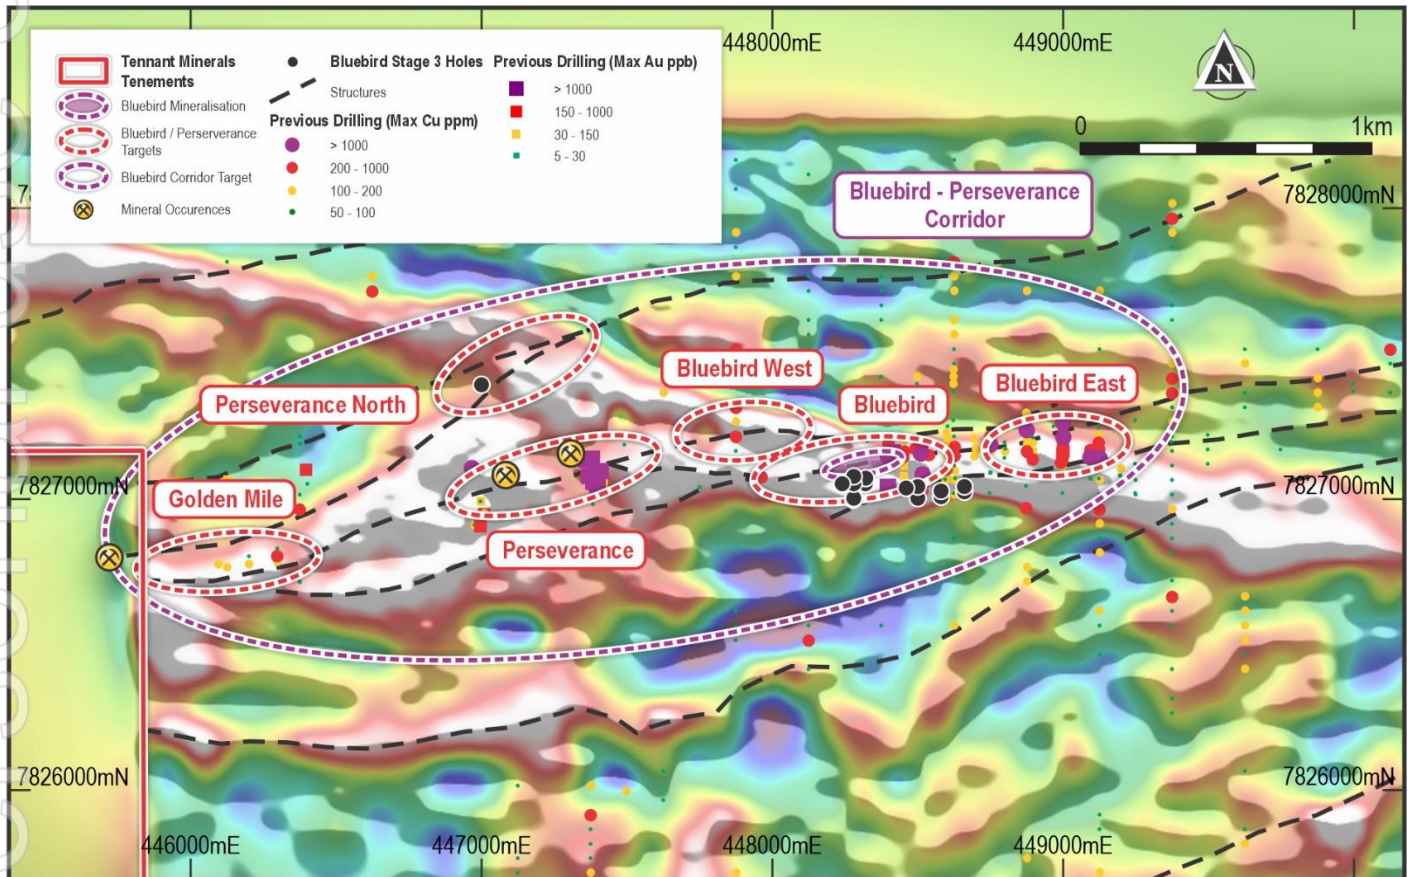 448000mE
449000mE
N
0
1km
Tennant Minerals
Tenements
Bluebird Mineralisation
Bluebird / Perserverance
Targets
Bluebird Corridor Target
Mineral Occurences
Bluebird Stage 3 Holes
Structures
Previous Drilling (Max Cu ppm)
> 1000
200 - 1000
100 - 200
50 - 100
Previous Drilling (Max Au ppb)
> 1000
150 - 1000
30 - 150
5 - 30
7828000mN
Bluebird - Perseverance
Corridor
Bluebird West
Bluebird East
Perseverance North
Bluebird
7827000mN
7827000mN
Golden Mile
Perseverance
7826000mN
7826000mN
446000mE
447000mE
448000mE
449000mE